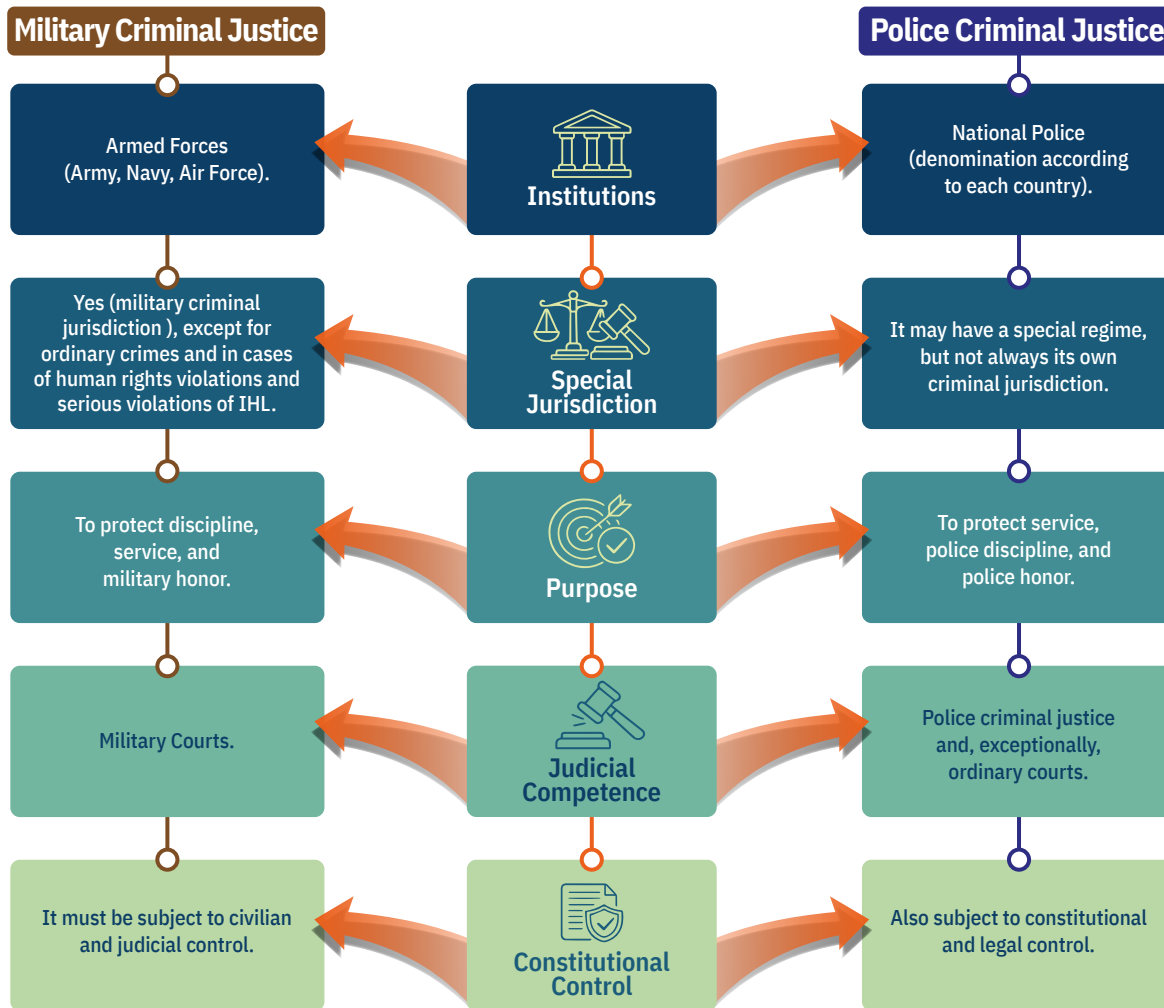 Military Criminal Justice
Police Criminal Justice
Armed Forces
(Army, Navy, Air Force).
Institutions
National Police
(denomination according
to each country).
Yes (military criminal
jurisdiction ), except for
ordinary crimes and in cases
of human rights violations and
serious violations of IHL.
Special
Jurisdiction
It may have a special regime,
but not always its own
criminal jurisdiction.
To protect discipline,
service, and
military honor.
Purpose
To protect service,
police discipline, and
police honor.
Military Courts.
Judicial
Competence
Police criminal justice
and, exceptionally,
ordinary courts.
It must be subject to civilian
and judicial control.
Constitutional
Control
Also subject to constitutional
and legal control.